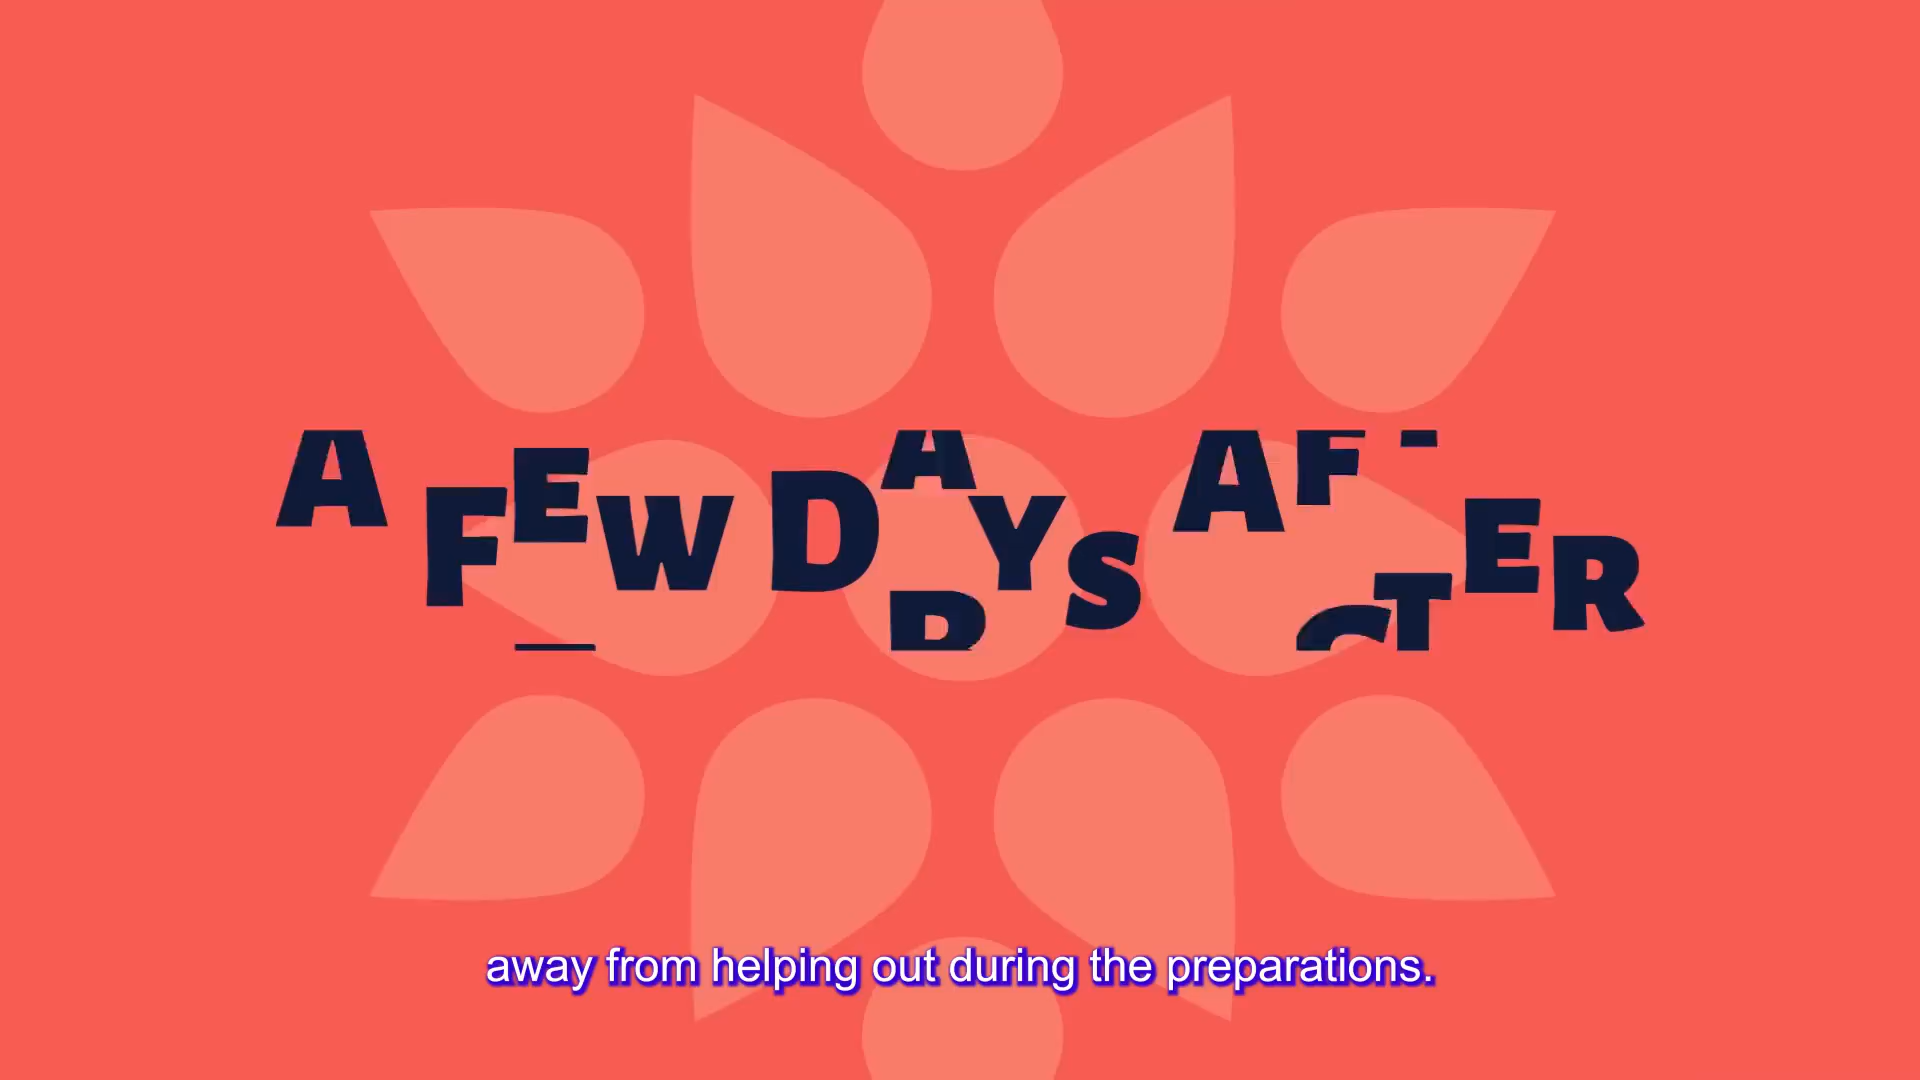 A FEW DAYS AFTER
away from helping out during the preparations.